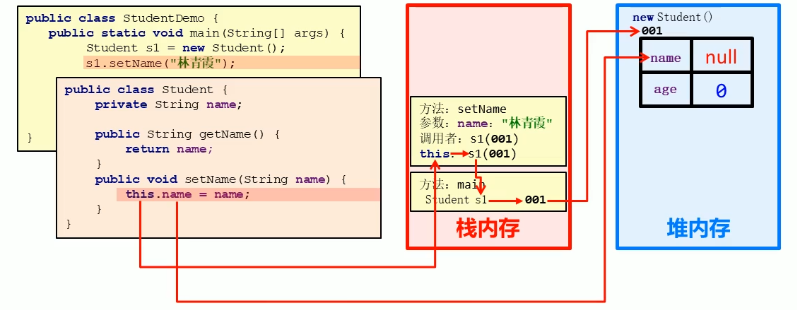 public class StudentDemo {
public static void main(String[] args) {
Student s1 = new Student();
s1.setName("林青霞");
}
public class Student {
private String name;
public String getName() {
return name;
}
public void setName(String name) {
this.name = name;
}
}
方法: setName
参数: name: "林青霞"
调用者: s1(001)
this: s1(001)
方法: main
Student s1 001
栈内存
new Student()
001
name null
age 0
堆内存